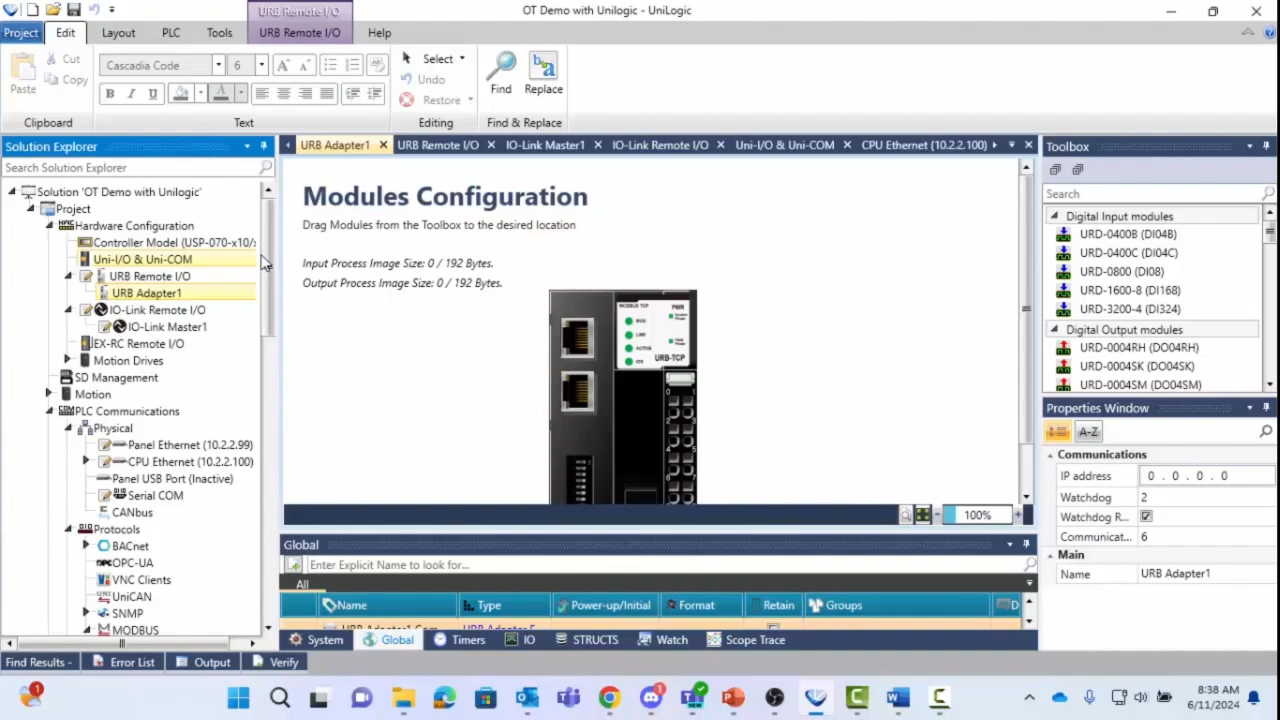 URB Remote I/O
OT Demo with Unilogic - UniLogic
Project Edit Layout PLC Tools URB Remote I/O Help
Paste Cut Copy
Cascadia Code 6
B I U
Select
Undo
Restore
Find Replace
Clipboard Text Editing Find & Replace
Solution Explorer
Search Solution Explorer
Solution 'OT Demo with Unilogic'
Project
Hardware Configuration
Controller Model (USP-070-x10/
Uni-I/O & Uni-COM
URB Remote I/O
URB Adapter1
IO-Link Remote I/O
IO-Link Master1
EX-RC Remote I/O
Motion Drives
SD Management
Motion
PLC Communications
Physical
Panel Ethernet (10.2.2.99)
CPU Ethernet (10.2.2.100)
Panel USB Port (Inactive)
Serial COM
CANbus
Protocols
BACnet
OPC-UA
VNC Clients
UniCAN
SNMP
MODBUS
URB Adapter1 URB Remote I/O IO-Link Master1 IO-Link Remote I/O Uni-I/O & Uni-COM CPU Ethernet (10.2.2.100)
Modules Configuration
Drag Modules from the Toolbox to the desired location
Input Process Image Size: 0 / 192 Bytes.
Output Process Image Size: 0 / 192 Bytes.
MODBUS TCP PWR
URB-TCP
0 1
100%
Global
Enter Explicit Name to look for...
All
Name Type Power-up/Initial Format Retain Groups D
System Global Timers IO STRUCTS Watch Scope Trace
Toolbox
Search
Digital Input modules
URD-0400B (DI04B)
URD-0400C (DI04C)
URD-0800 (DI08)
URD-1600-8 (DI168)
URD-3200-4 (DI324)
Digital Output modules
URD-0004RH (DO04RH)
URD-0004SK (DO04SK)
URD-0004SM (DO04SM)
Properties Window
A-Z
Communications
IP address 0 . 0 . 0 . 0
Watchdog 2
Watchdog R...
Communicat... 6
Main
Name URB Adapter1
Find Results - Error List Output Verify
8:38 AM
6/11/2024